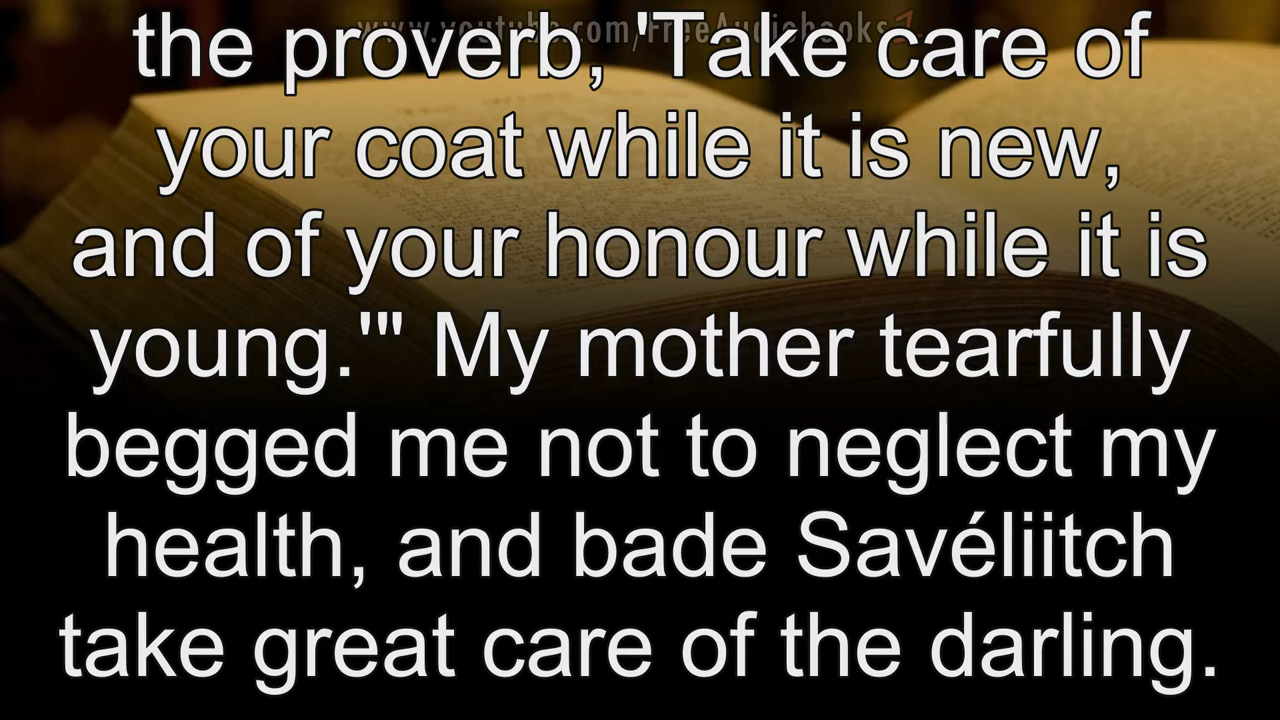 www.youtube.com/FreeAudiobooks
the proverb, 'Take care of
your coat while it is new,
and of your honour while it is
young.'" My mother tearfully
begged me not to neglect my
health, and bade Savéliitch
take great care of the darling.